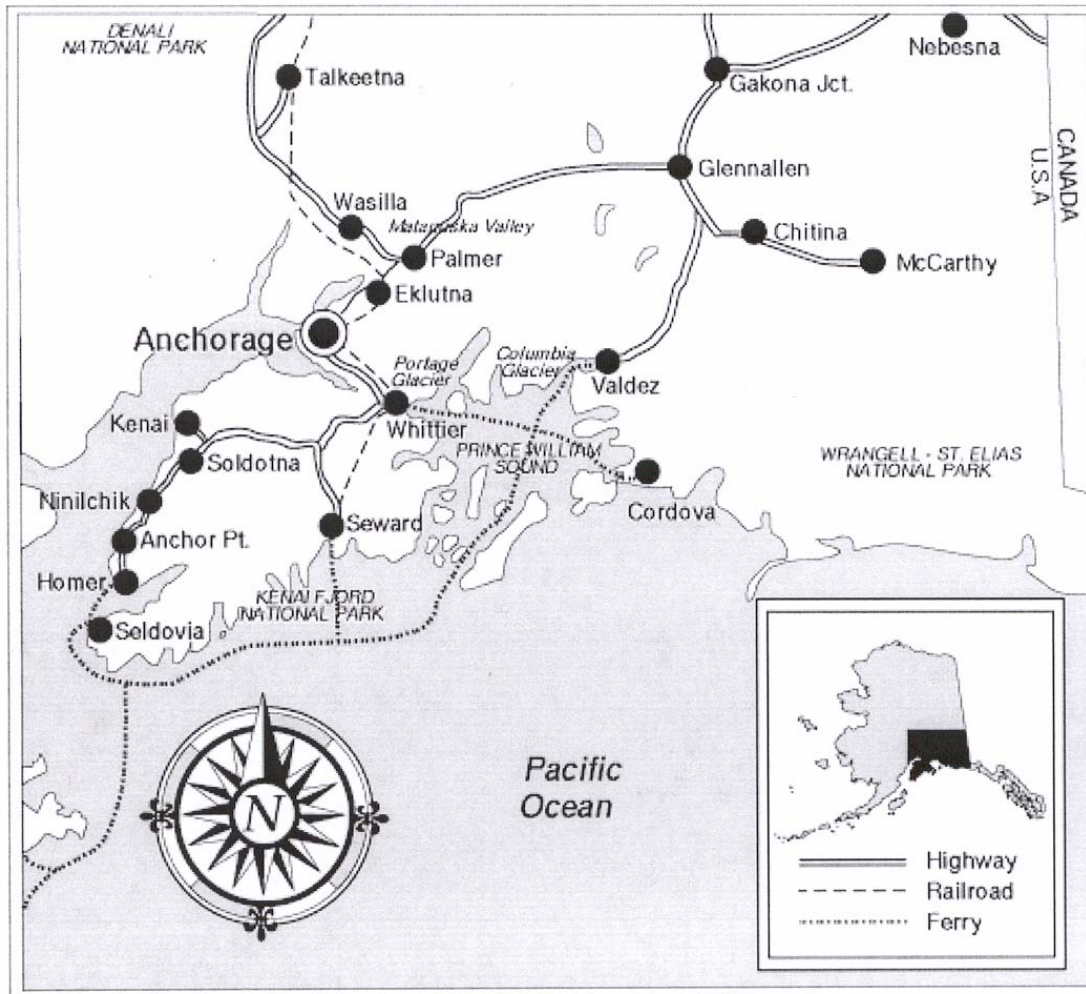 DENALI
NATIONAL PARK
Nebesna
Talkeetna
Gakona Jct.
CANADA
U.S.A
Glennallen
Wasilla
Matanuska Valley
Chitina
Palmer
McCarthy
Eklutna
Anchorage
Portage
Glacier
Columbia
Glacier
Valdez
Kenai
Whittier
PRINCE WILLIAM
SOUND
WRANGELL - ST. ELIAS
NATIONAL PARK
Soldotna
Ninilchik
Cordova
Seward
Anchor Pt.
Homer
KENAI FJORD
NATIONAL PARK
Seldovia
N
Pacific
Ocean
Highway
Railroad
Ferry